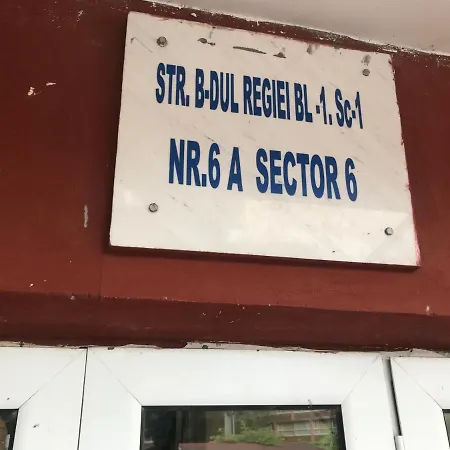 STR. B-DUL REGIEI BL-1. Sc-1
NR.6 A SECTOR 6